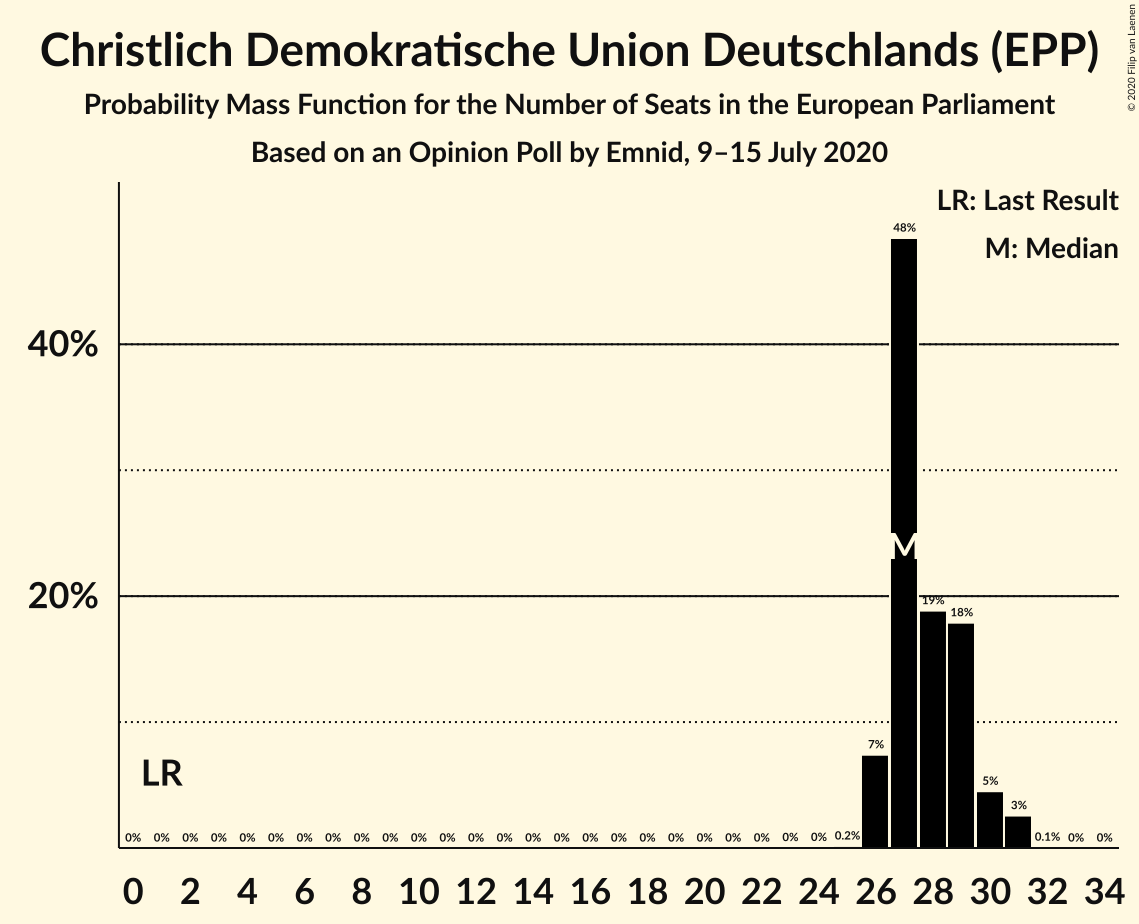 Christlich Demokratische Union Deutschlands (EPP)
Probability Mass Function for the Number of Seats in the European Parliament
Based on an Opinion Poll by Emnid, 9–15 July 2020
© 2020 Filip van Laenen
LR: Last Result
M: Median
48%
40%
M
20%
19%
18%
7%
LR
5%
3%
0% 0% 0% 0% 0% 0% 0% 0% 0% 0% 0% 0% 0% 0% 0% 0% 0% 0% 0% 0% 0% 0% 0% 0% 0% 0.2% 0.1% 0% 0%
0 2 4 6 8 10 12 14 16 18 20 22 24 26 28 30 32 34